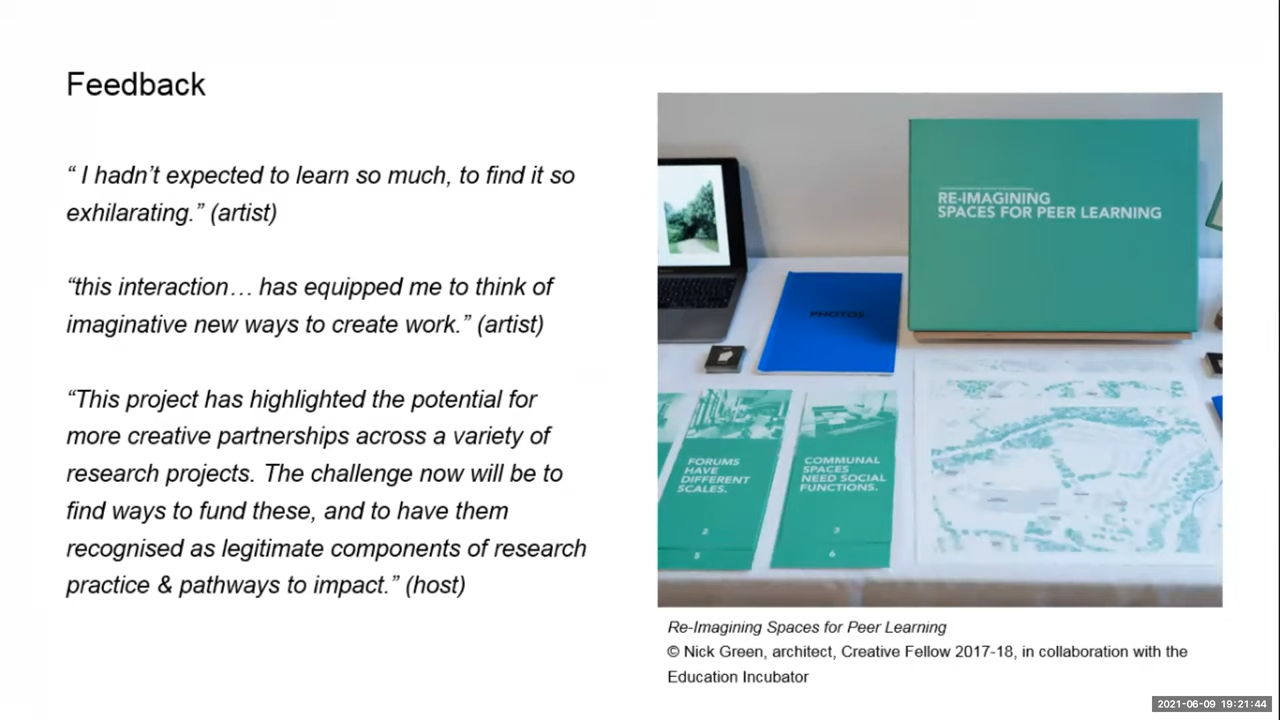 Feedback
“ I hadn’t expected to learn so much, to find it so
exhilarating.” (artist)
“this interaction… has equipped me to think of
imaginative new ways to create work.” (artist)
“This project has highlighted the potential for
more creative partnerships across a variety of
research projects. The challenge now will be to
find ways to fund these, and to have them
recognised as legitimate components of research
practice & pathways to impact.” (host)
RE-IMAGINING
SPACES FOR PEER LEARNING
PHOTOS
FORUMS
HAVE
DIFFERENT
SCALES.
2
5
COMMUNAL
SPACES
NEED SOCIAL
FUNCTIONS.
3
6
Re-Imagining Spaces for Peer Learning
© Nick Green, architect, Creative Fellow 2017-18, in collaboration with the
Education Incubator
2021-06-09 19:21:44